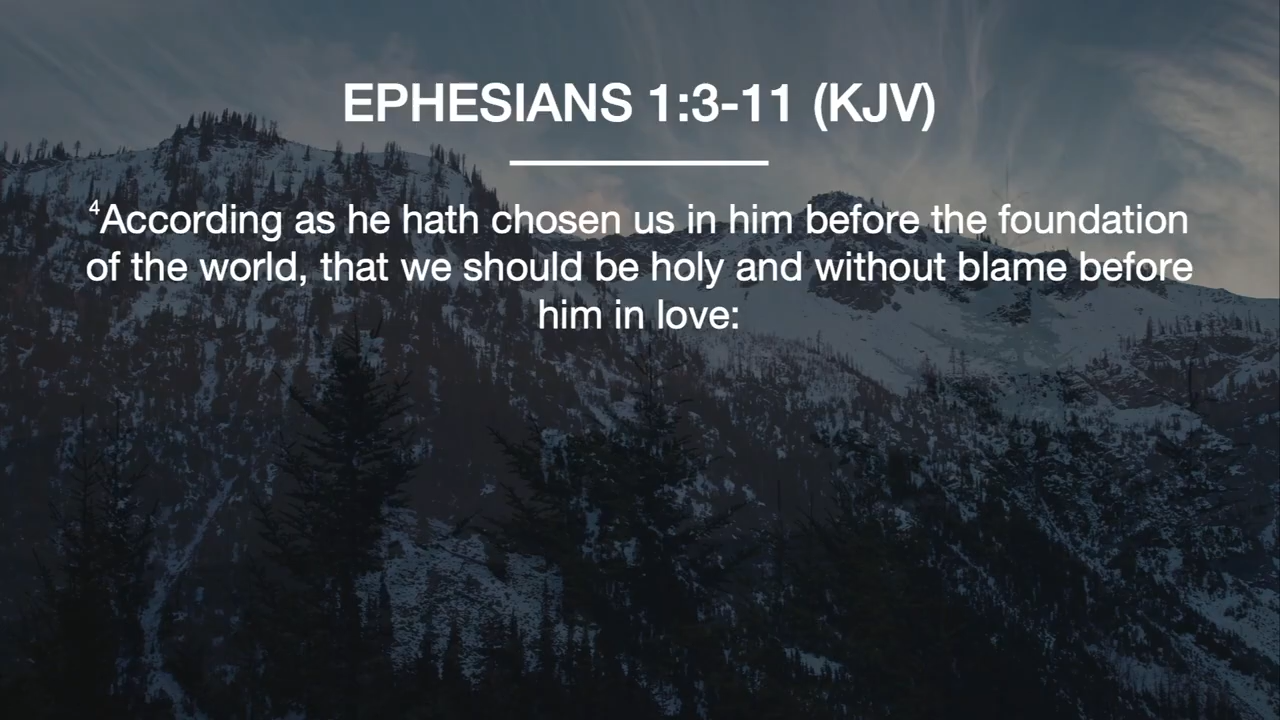 EPHESIANS 1:3-11 (KJV)
⁴According as he hath chosen us in him before the foundation
of the world, that we should be holy and without blame before
him in love: